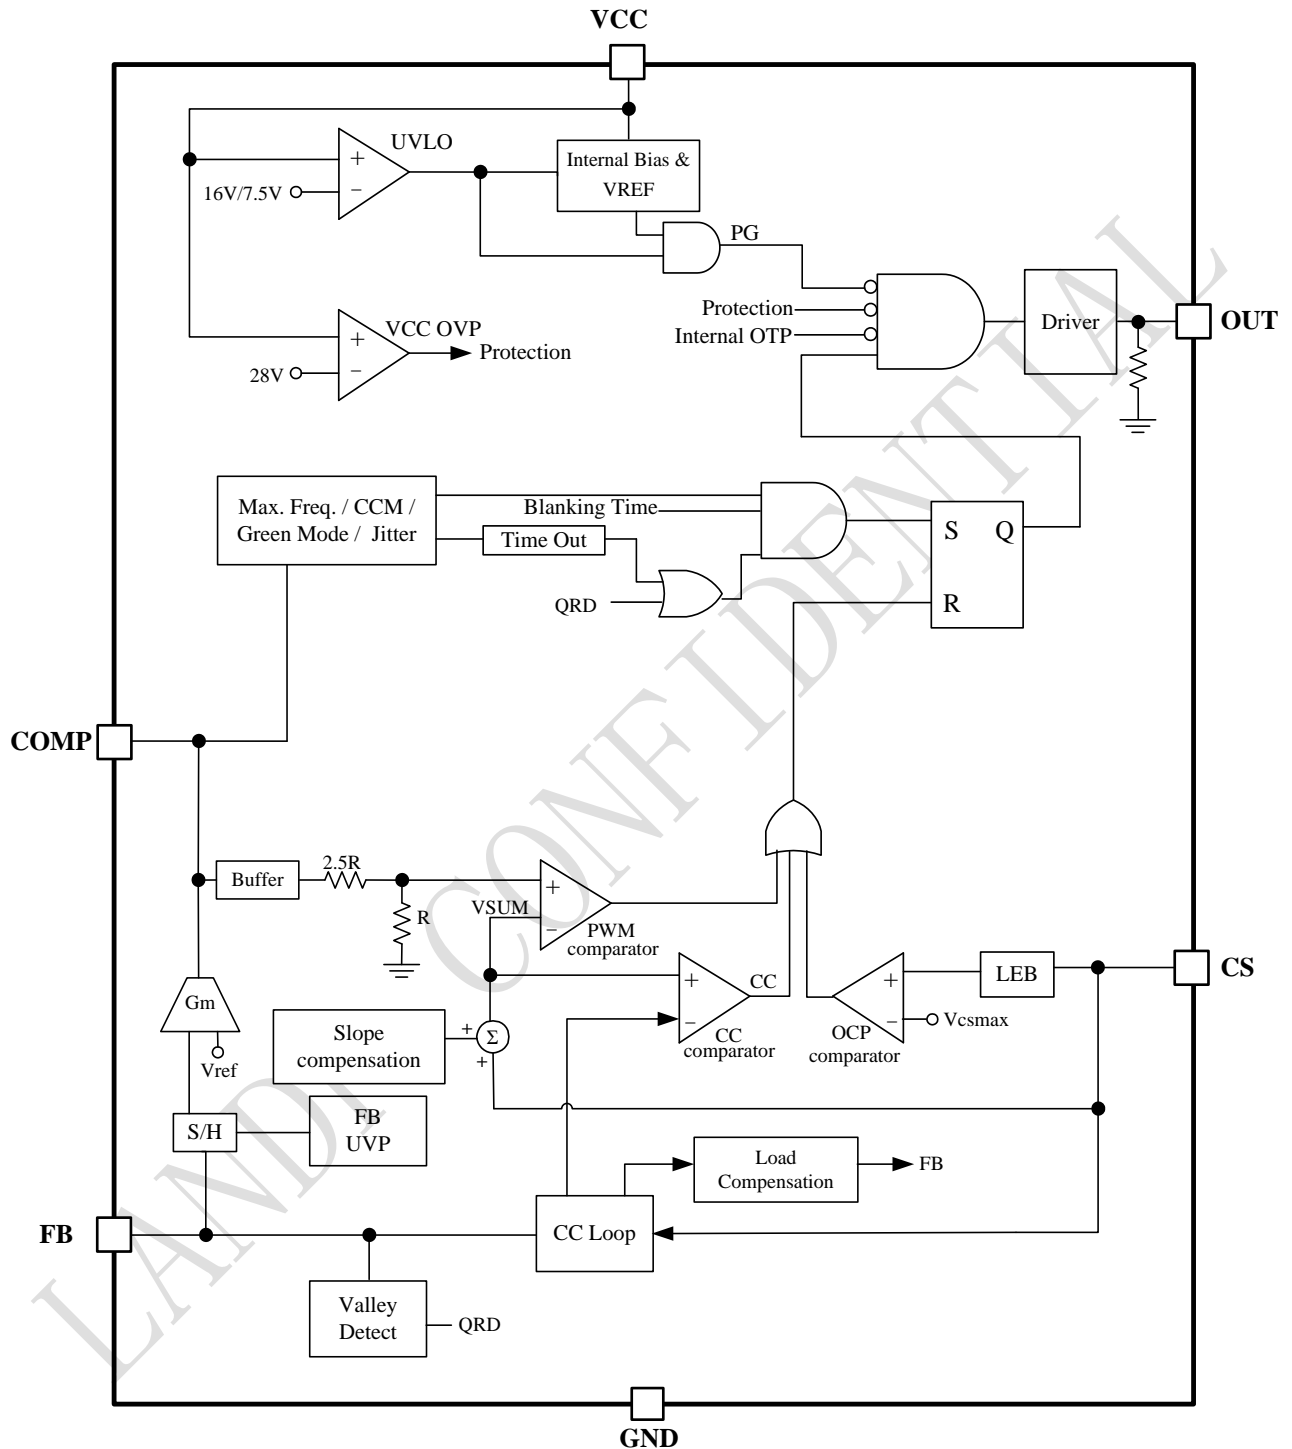 VCC
UVLO
+
−
16V/7.5V
Internal Bias &
VREF
PG
VCC OVP
+
−
28V
Protection
Protection
Internal OTP
Driver
OUT
Max. Freq. / CCM /
Green Mode / Jitter
Blanking Time
Time Out
QRD
S Q
R
COMP
Buffer
2.5R
R
VSUM
+
−
PWM
comparator
Gm
Vref
Slope
compensation
+
Σ
+
+
−
CC
CC
comparator
+
−
OCP
comparator
LEB
Vcsmax
CS
S/H
FB
UVP
Load
Compensation
FB
FB
CC Loop
Valley
Detect
QRD
GND
CONFIDENTIAL